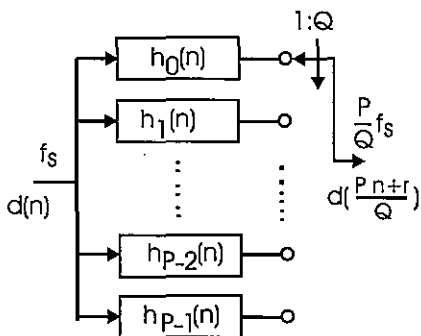 1:Q
h0(n)
h1(n)
P/Q fs
fs
d(n)
d(Pn+r/Q)
hP-2(n)
hP-1(n)